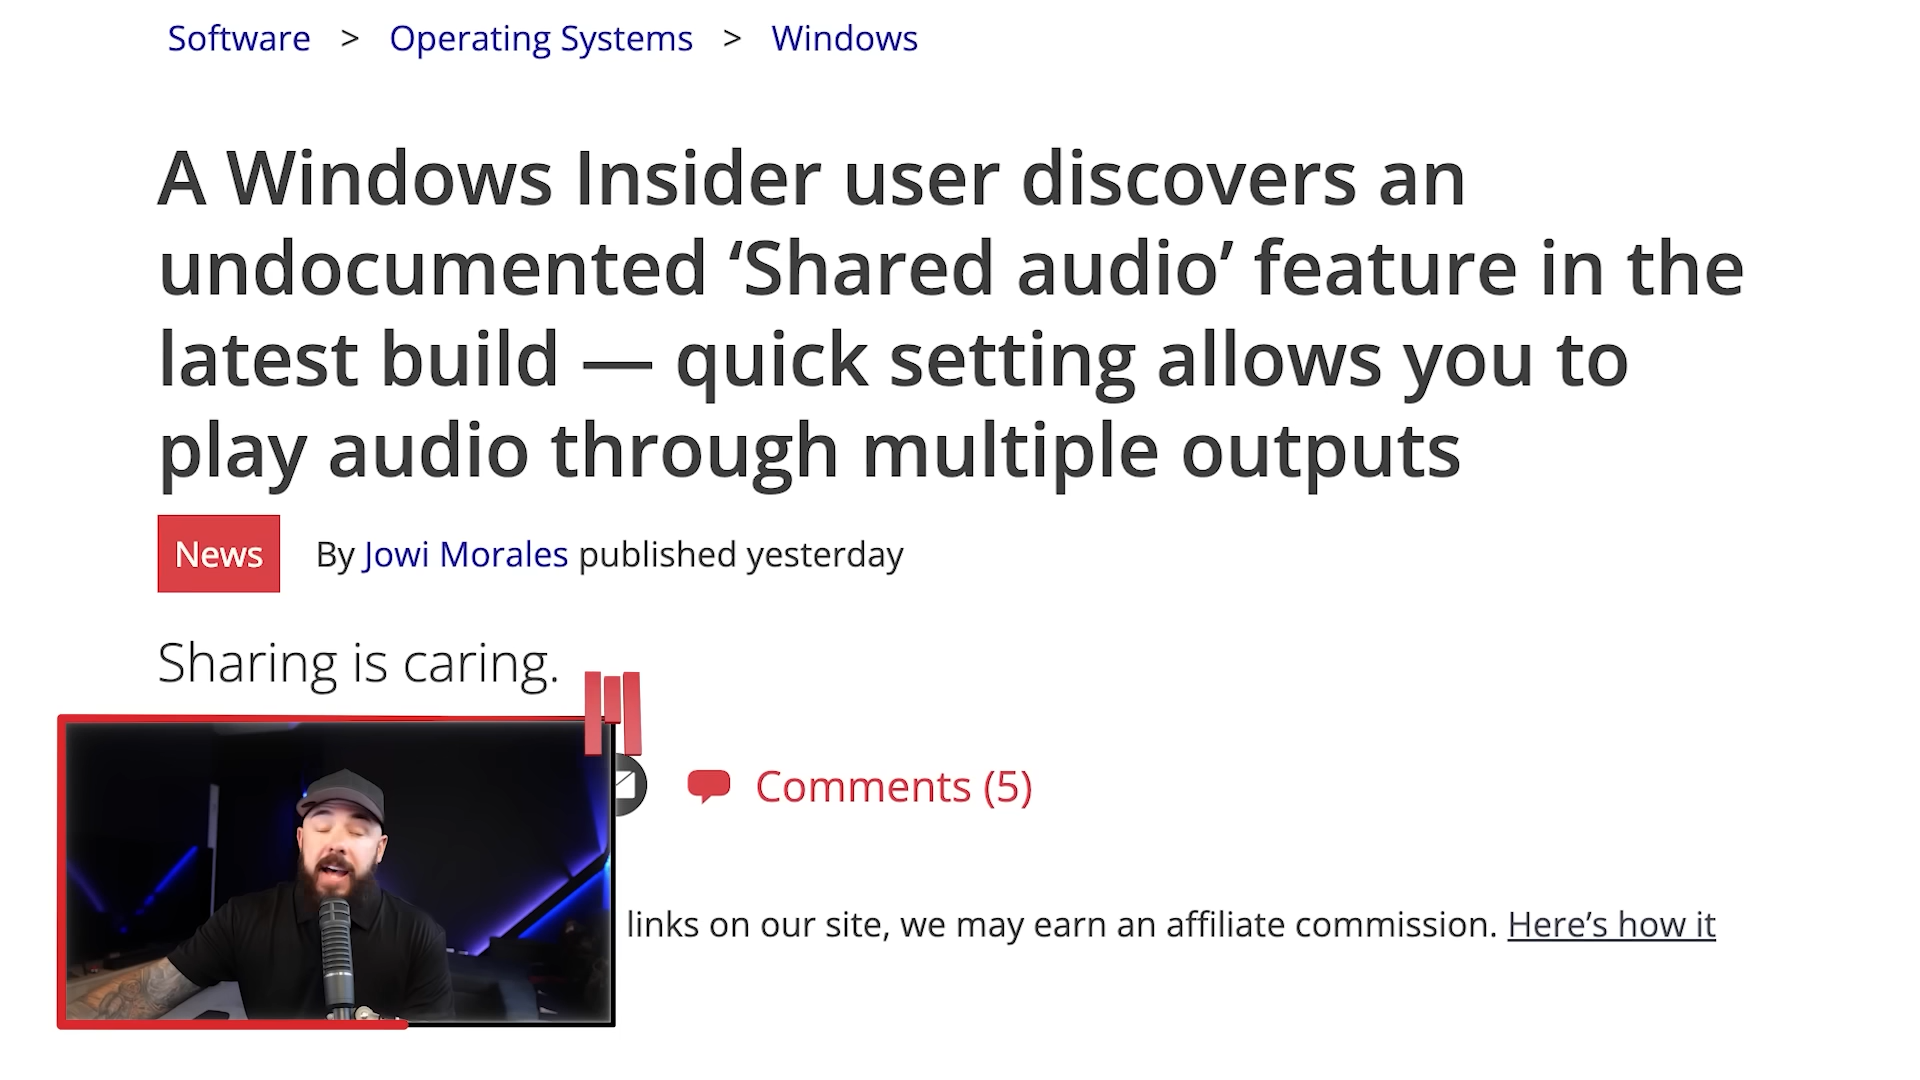 Software > Operating Systems > Windows
A Windows Insider user discovers an
undocumented ‘Shared audio’ feature in the
latest build — quick setting allows you to
play audio through multiple outputs
News By Jowi Morales published yesterday
Sharing is caring.
Comments (5)
links on our site, we may earn an affiliate commission. Here’s how it